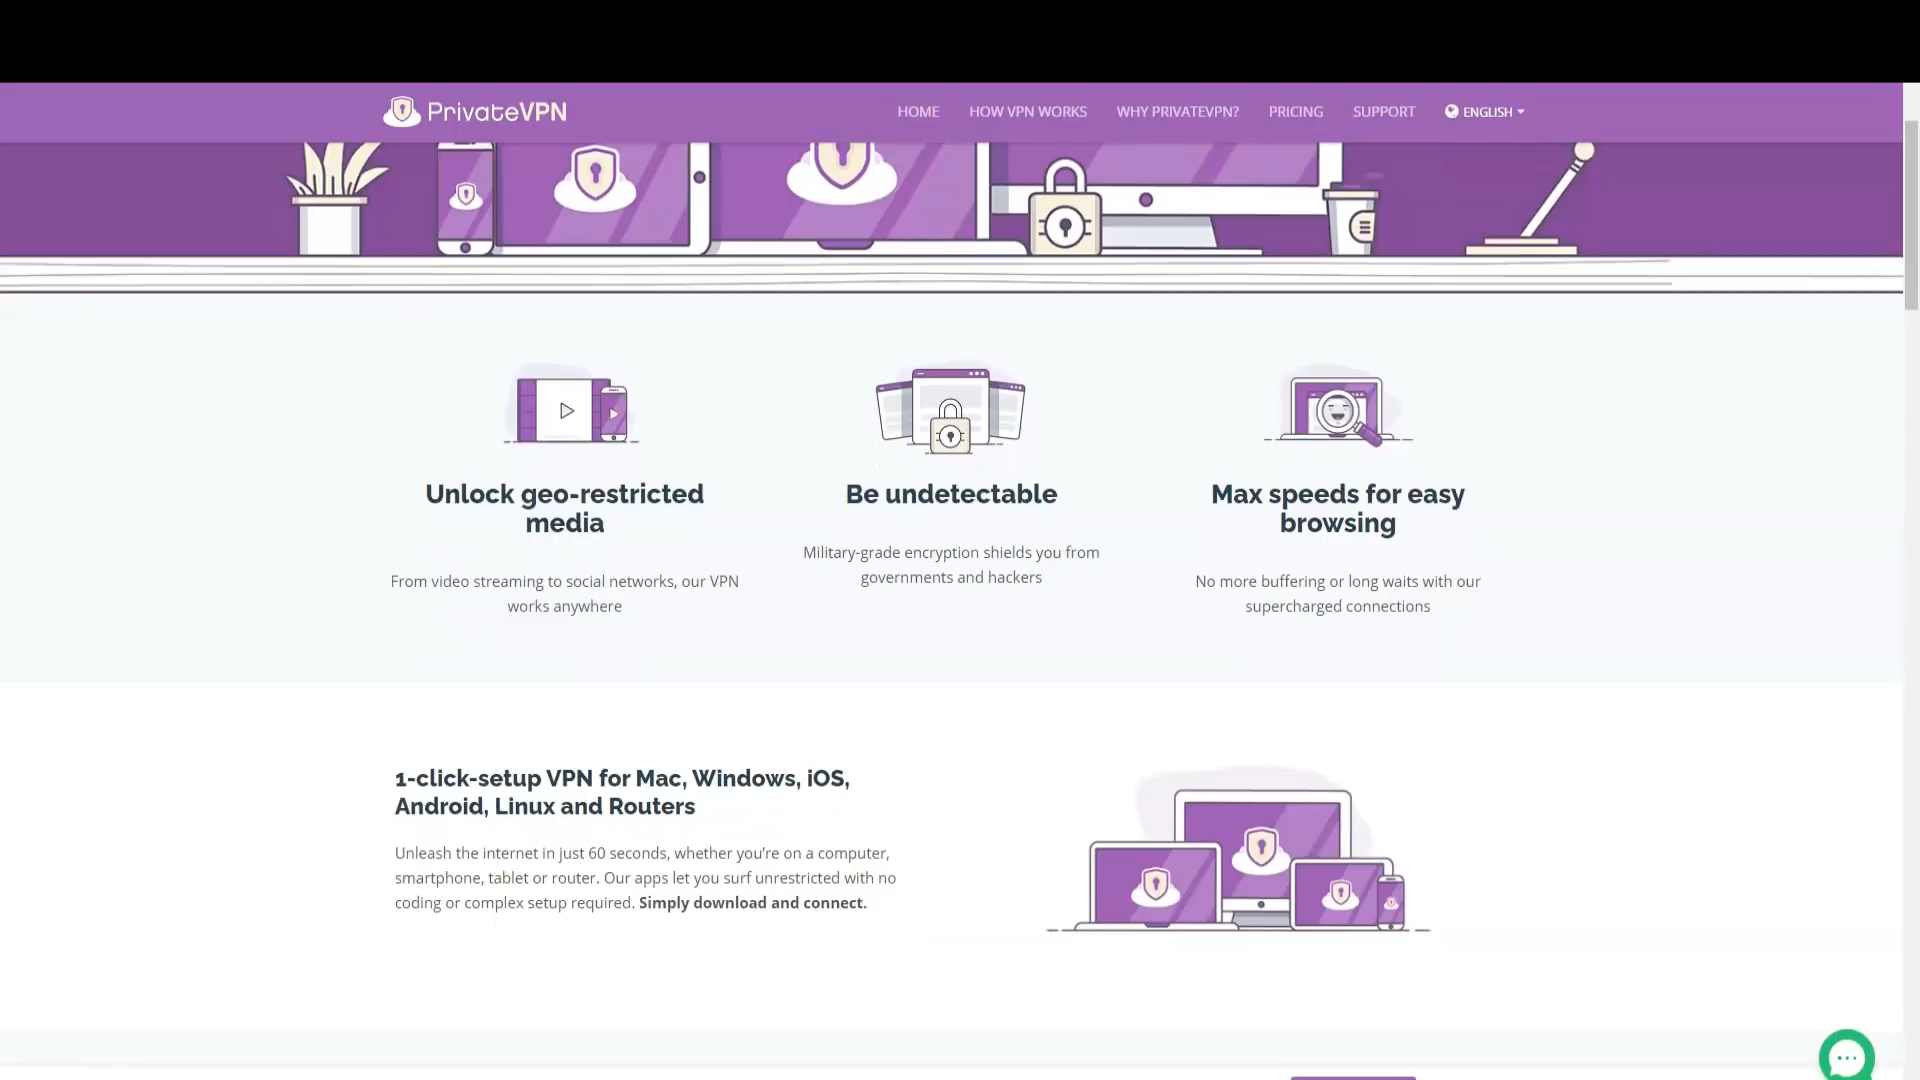 PrivateVPN
HOME
HOW VPN WORKS
WHY PRIVATEVPN?
PRICING
SUPPORT
ENGLISH
Unlock geo-restricted
media
From video streaming to social networks, our VPN
works anywhere
Be undetectable
Military-grade encryption shields you from
governments and hackers
Max speeds for easy
browsing
No more buffering or long waits with our
supercharged connections
1-click-setup VPN for Mac, Windows, iOS,
Android, Linux and Routers
Unleash the internet in just 60 seconds, whether you’re on a computer,
smartphone, tablet or router. Our apps let you surf unrestricted with no
coding or complex setup required. Simply download and connect.